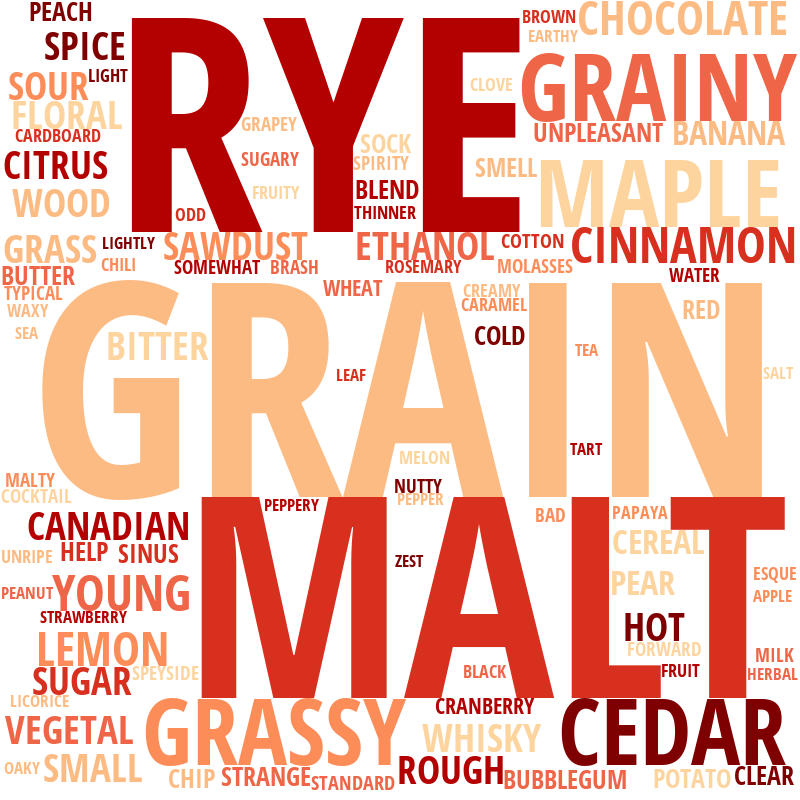 PEACH
BROWN
CHOCOLATE
RYE
SPICE
EARTHY
GRAINY
LIGHT
SOUR
CLOVE
FLORAL
GRAPEY
CARDBOARD
UNPLEASANT
BANANA
SOCK
CITRUS
SUGARY
SPIRITY
SMELL
MAPLE
WOOD
FRUITY
BLEND
ODD
THINNER
GRASS
LIGHTLY
SAWDUST
ETHANOL
COTTON
CINNAMON
CHILI
SOMEWHAT
BRASH
ROSEMARY
MOLASSES
BUTTER
WATER
TYPICAL
WHEAT
CREAMY
WAXY
CARAMEL
RED
GRAIN
SEA
BITTER
COLD
TEA
LEAF
SALT
TART
MELON
MALTY
NUTTY
COCKTAIL
PEPPER
PEPPERY
BAD
PAPAYA
CANADIAN
MALT
CEREAL
UNRIPE
HELP
SINUS
ZEST
ESQUE
PEAR
PEANUT
YOUNG
APPLE
STRAWBERRY
HOT
LEMON
FORWARD
MILK
SUGAR
SPEYSIDE
BLACK
FRUIT
HERBAL
LICORICE
CRANBERRY
VEGETAL
GRASSY
WHISKY
CEDAR
OAKY
SMALL
CHIP
STRANGE
STANDARD
ROUGH
BUBBLEGUM
POTATO
CLEAR